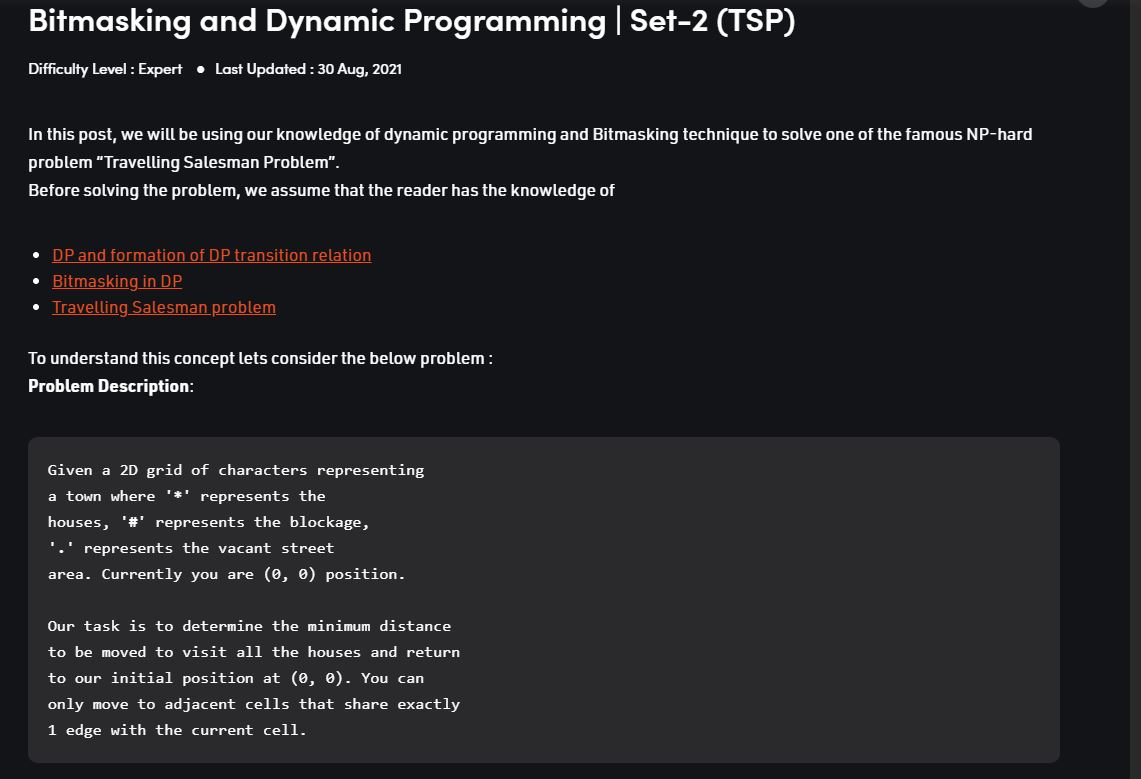 Bitmasking and Dynamic Programming | Set-2 (TSP)
Difficulty Level : Expert ● Last Updated : 30 Aug, 2021
In this post, we will be using our knowledge of dynamic programming and Bitmasking technique to solve one of the famous NP-hard
problem “Travelling Salesman Problem”.
Before solving the problem, we assume that the reader has the knowledge of
• DP and formation of DP transition relation
• Bitmasking in DP
• Travelling Salesman problem
To understand this concept lets consider the below problem :
Problem Description:
Given a 2D grid of characters representing
a town where '*' represents the
houses, '#' represents the blockage,
'.' represents the vacant street
area. Currently you are (0, 0) position.
Our task is to determine the minimum distance
to be moved to visit all the houses and return
to our initial position at (0, 0). You can
only move to adjacent cells that share exactly
1 edge with the current cell.